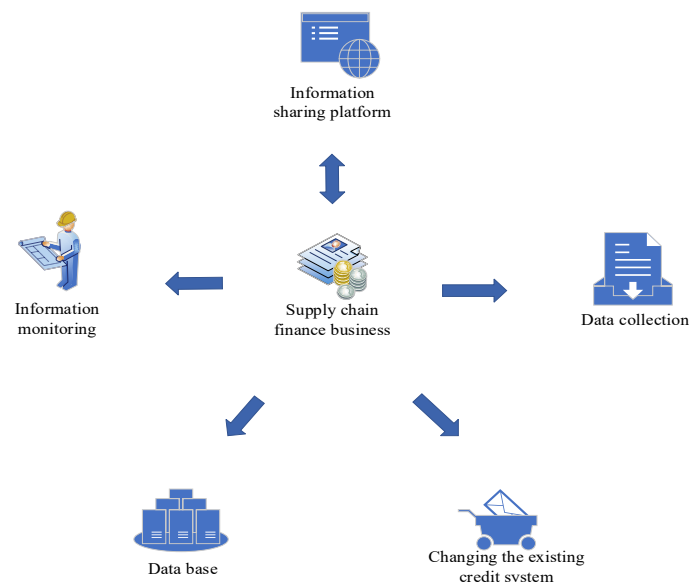 Information
sharing platform
Information
monitoring
Supply chain
finance business
Data collection
Data base
Changing the existing
credit system